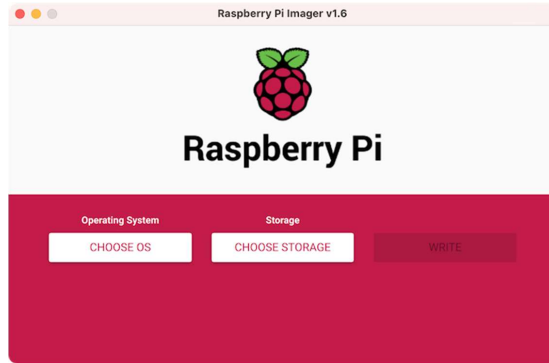 Raspberry Pi Imager v1.6
Raspberry Pi
Operating System Storage
CHOOSE OS CHOOSE STORAGE WRITE